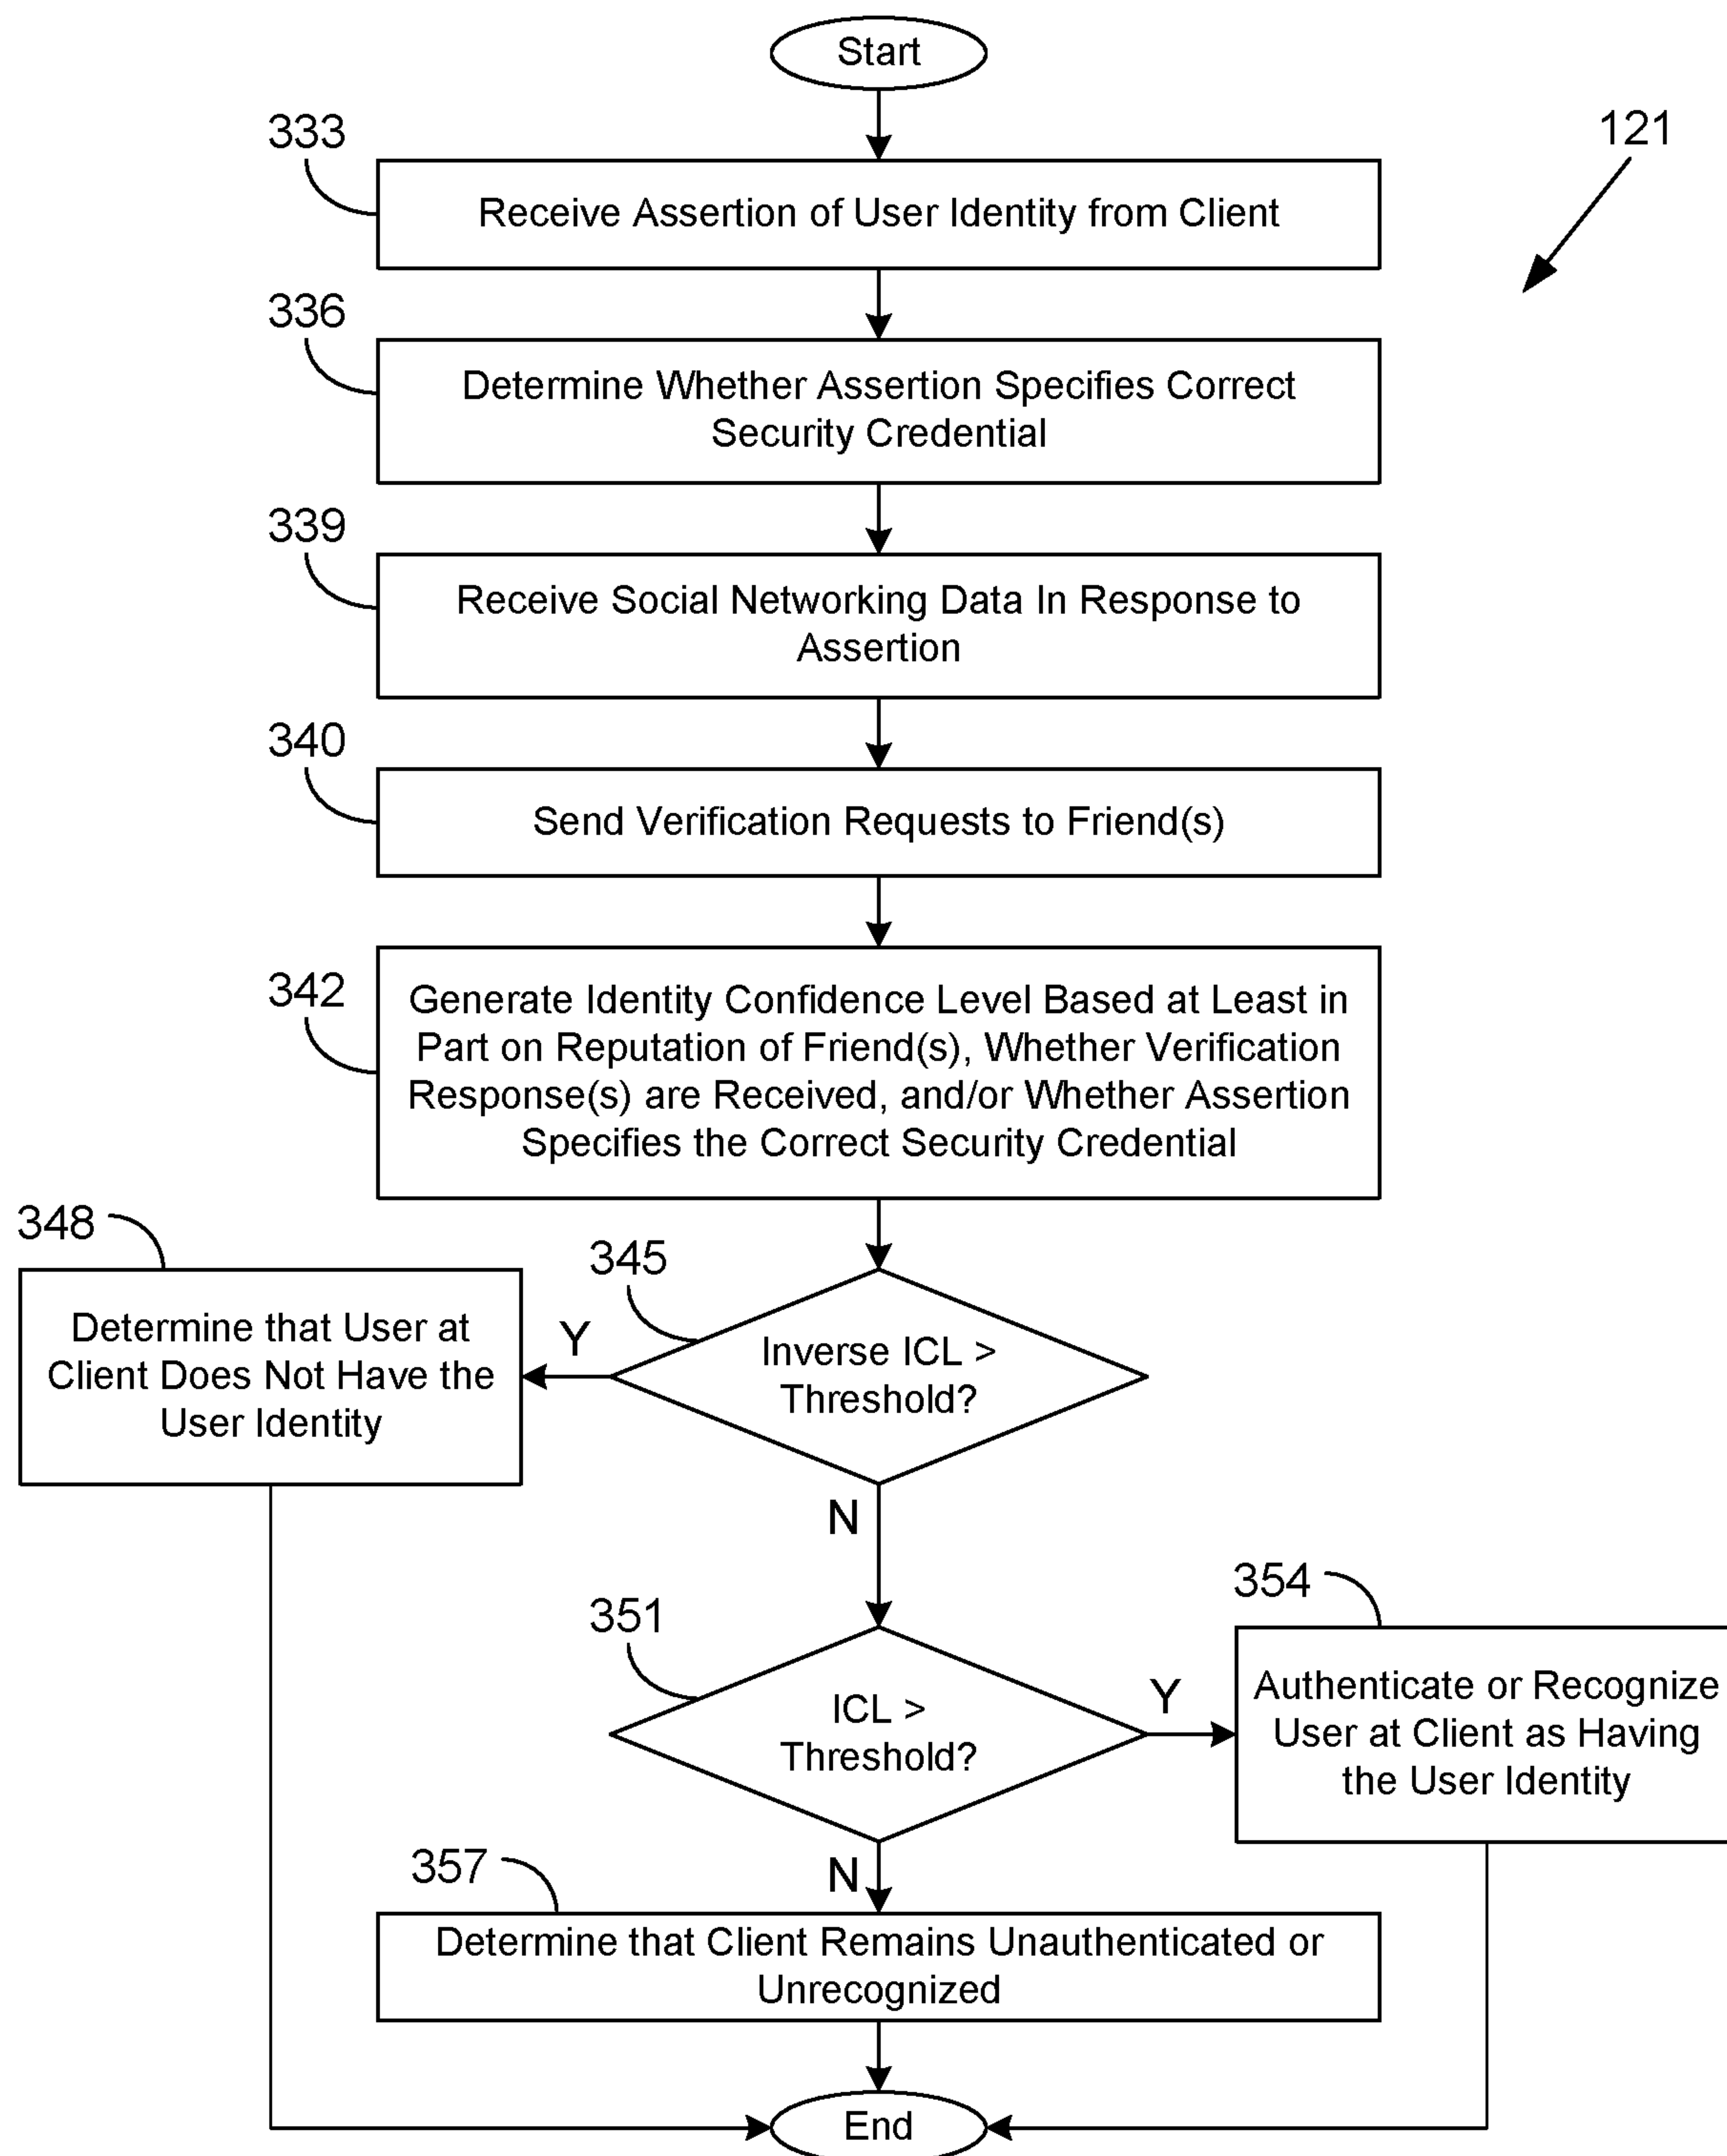 Start
121
333
Receive Assertion of User Identity from Client
336
Determine Whether Assertion Specifies Correct
Security Credential
339
Receive Social Networking Data In Response to
Assertion
340
Send Verification Requests to Friend(s)
342
Generate Identity Confidence Level Based at Least in
Part on Reputation of Friend(s), Whether Verification
Response(s) are Received, and/or Whether Assertion
Specifies the Correct Security Credential
348
Determine that User at
Client Does Not Have the
User Identity
Y
345
Inverse ICL >
Threshold?
N
351
ICL >
Threshold?
Y
354
Authenticate or Recognize
User at Client as Having
the User Identity
N
357
Determine that Client Remains Unauthenticated or
Unrecognized
End